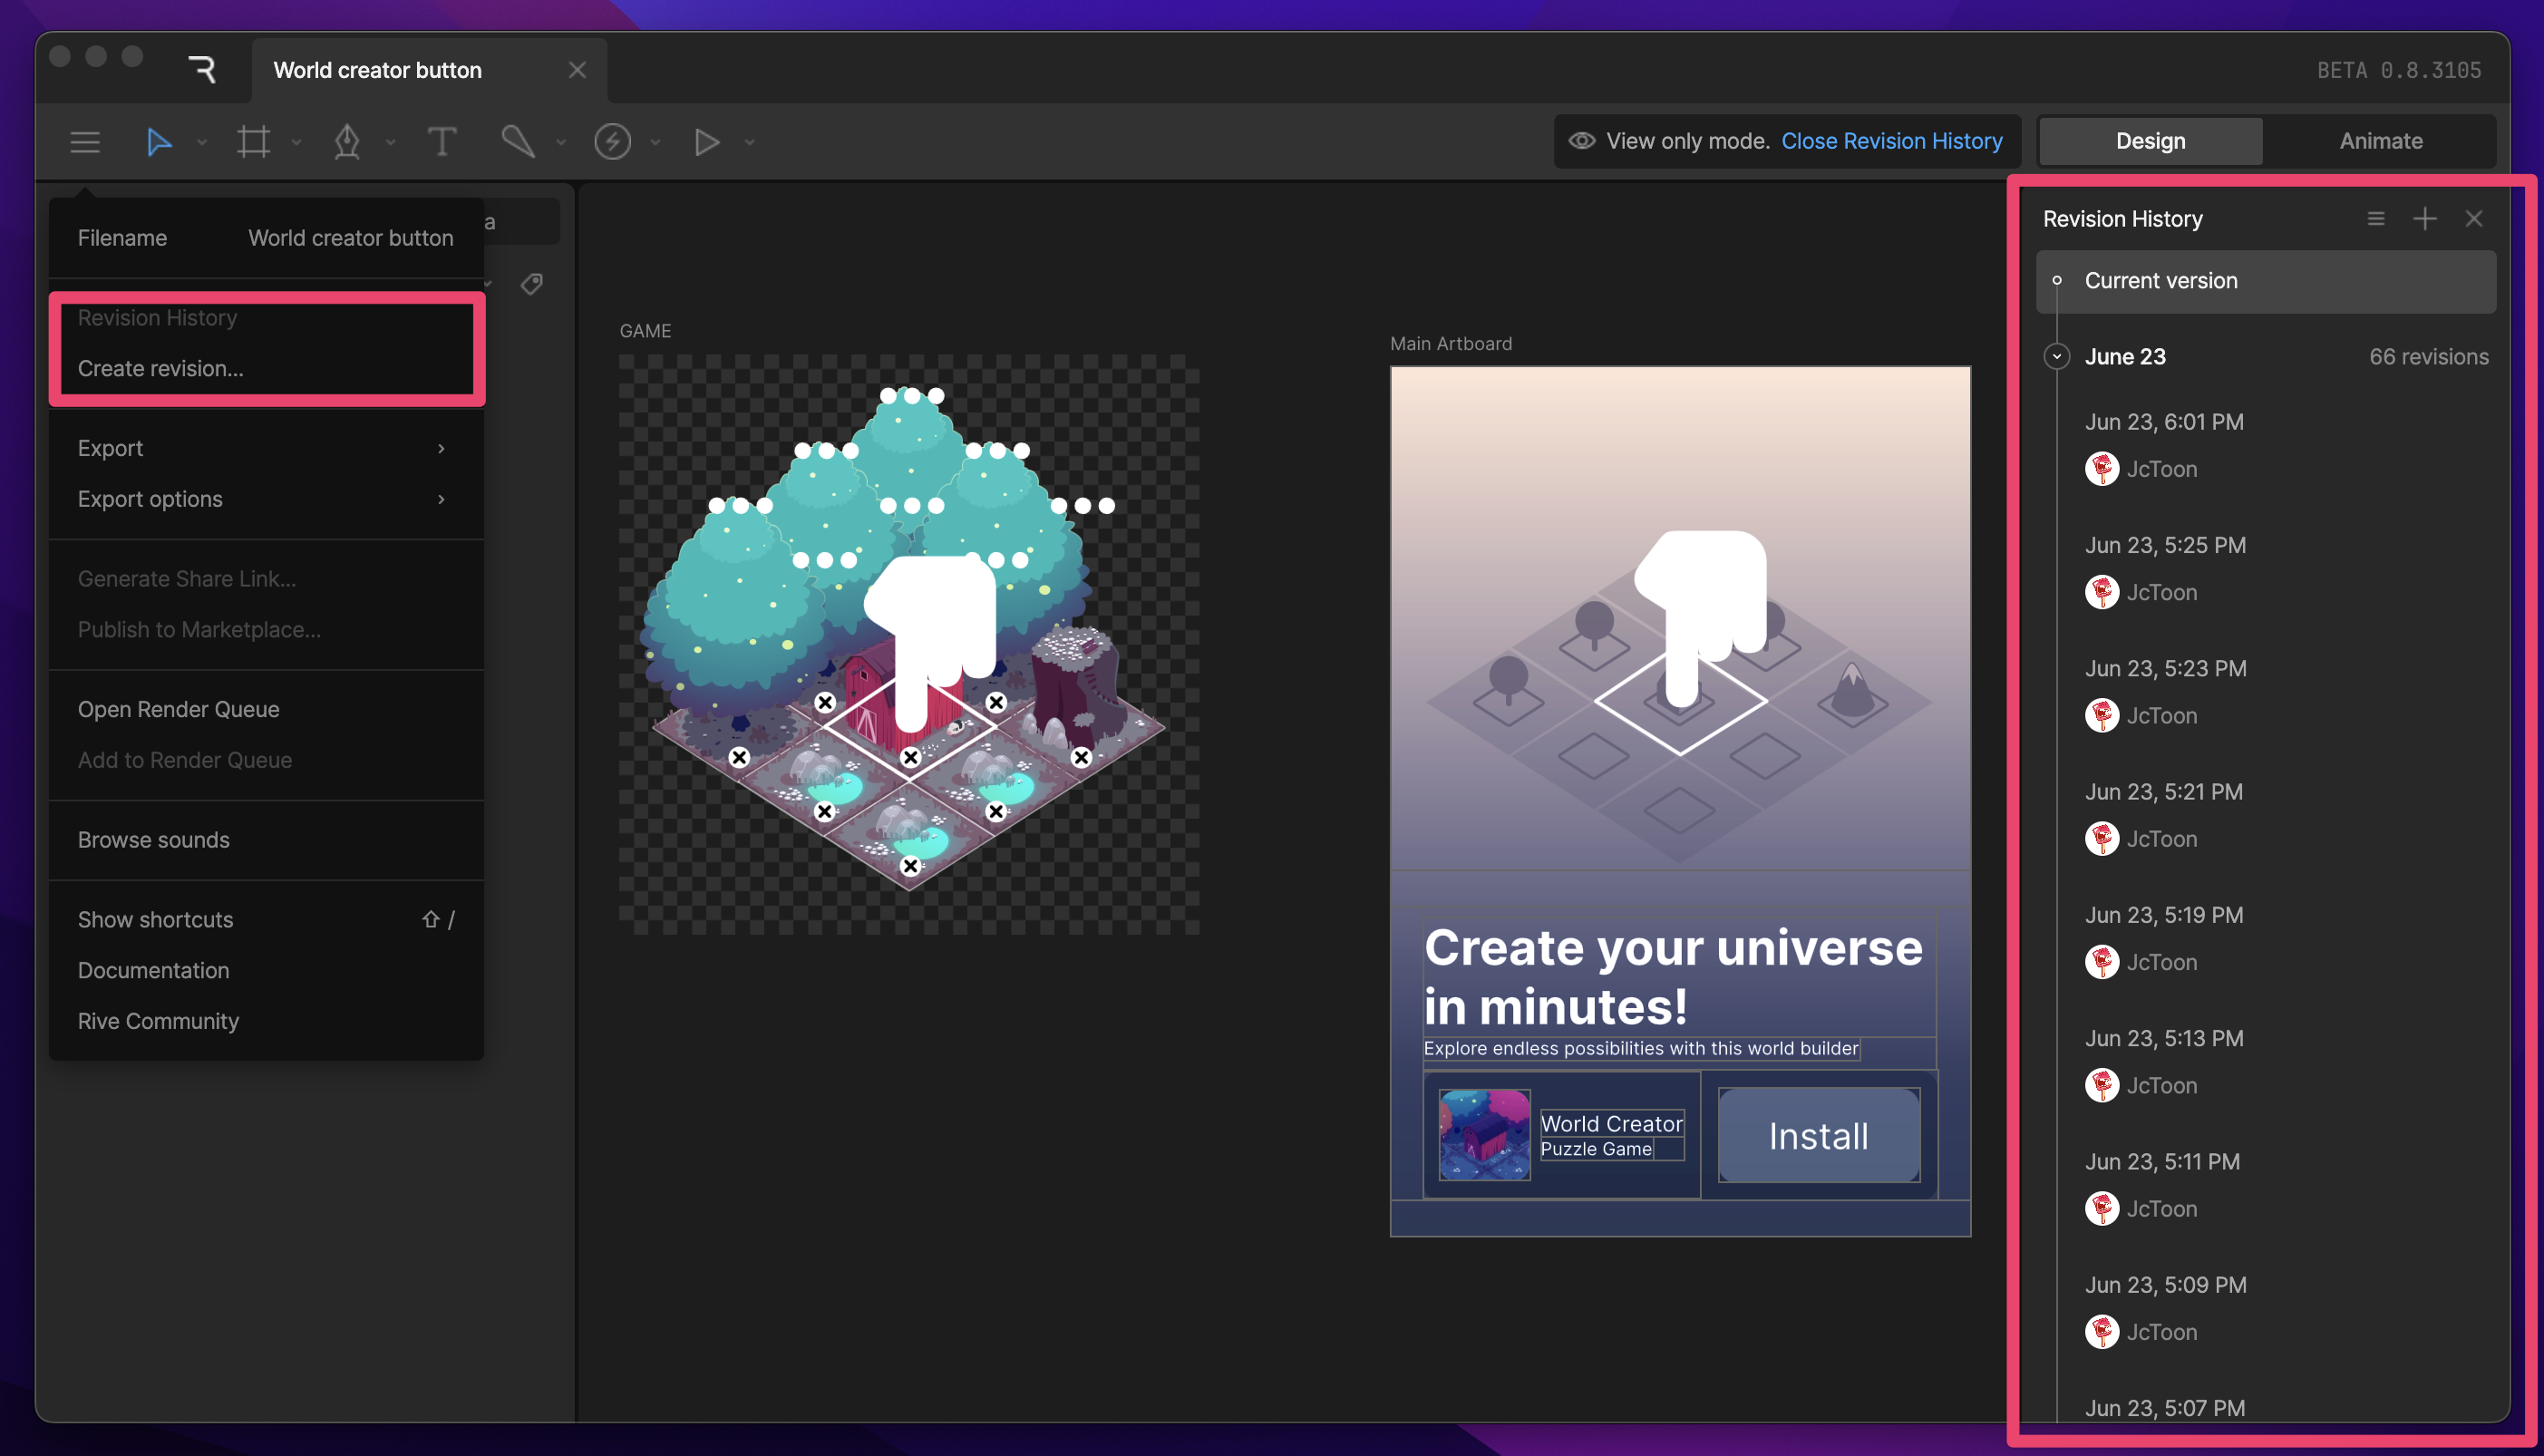 World creator button
BETA 0.8.3105
View only mode. Close Revision History
Design
Animate
Filename
World creator button
a
Revision History
Create revision...
Export
Export options
Generate Share Link...
Publish to Marketplace...
Open Render Queue
Add to Render Queue
Browse sounds
Show shortcuts
⇧ /
Documentation
Rive Community
GAME
Main Artboard
Create your universe
in minutes!
Explore endless possibilities with this world builder
World Creator
Puzzle Game
Install
Revision History
Current version
June 23
66 revisions
Jun 23, 6:01 PM
JcToon
Jun 23, 5:25 PM
JcToon
Jun 23, 5:23 PM
JcToon
Jun 23, 5:21 PM
JcToon
Jun 23, 5:19 PM
JcToon
Jun 23, 5:13 PM
JcToon
Jun 23, 5:11 PM
JcToon
Jun 23, 5:09 PM
JcToon
Jun 23, 5:07 PM